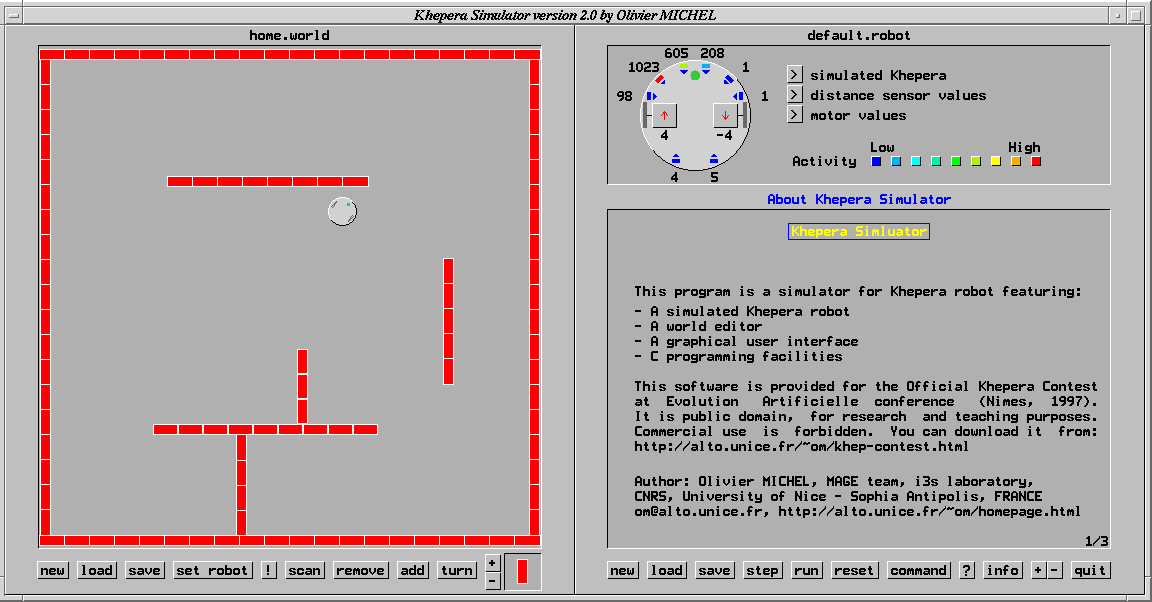 Khepera Simulator version 2.0 by Olivier MICHEL
home.world
default.robot
605 208
1023 1
98 1
4 -4
4 5
> simulated Khepera
> distance sensor values
> motor values
Low High
Activity
About Khepera Simulator
Khepera Simluator
This program is a simulator for Khepera robot featuring:
- A simulated Khepera robot
- A world editor
- A graphical user interface
- C programming facilities
This software is provided for the Official Khepera Contest
at Evolution Artificielle conference (Nimes, 1997).
It is public domain, for research and teaching purposes.
Commercial use is forbidden. You can download it from:
http://alto.unice.fr/~om/khep-contest.html
Author: Olivier MICHEL, MAGE team, i3s laboratory,
CNRS, University of Nice - Sophia Antipolis, FRANCE
om@alto.unice.fr, http://alto.unice.fr/~om/homepage.html
1/3
new load save set robot ! scan remove add turn + -
new load save step run reset command ? info + - quit